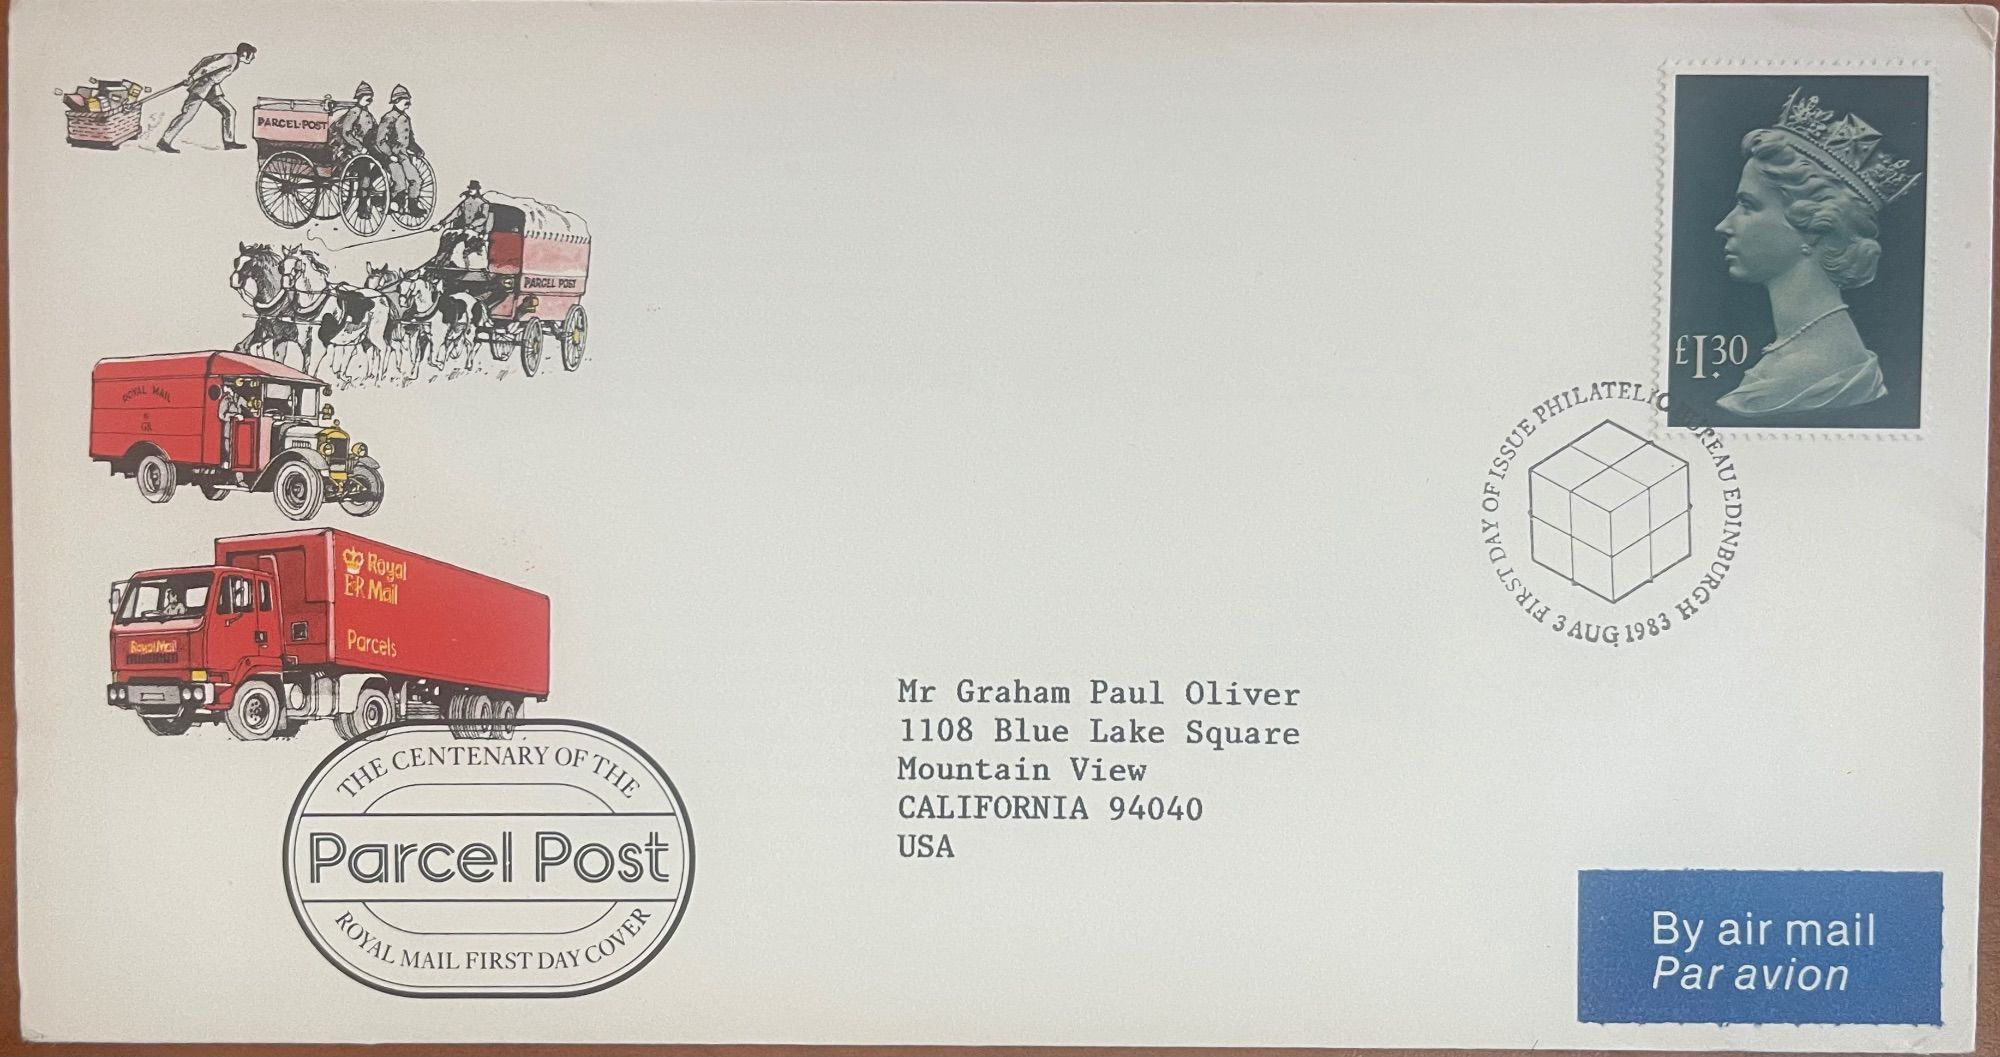 PARCEL·POST
PARCEL POST
ROYAL MAIL
GR
Royal
E R Mail
Parcels
Royal Mail
THE CENTENARY OF THE
Parcel Post
ROYAL MAIL FIRST DAY COVER
£1.30
FIRST DAY OF ISSUE PHILATELIC BUREAU EDINBURGH
3 AUG 1983
Mr Graham Paul Oliver
1108 Blue Lake Square
Mountain View
CALIFORNIA 94040
USA
By air mail
Par avion